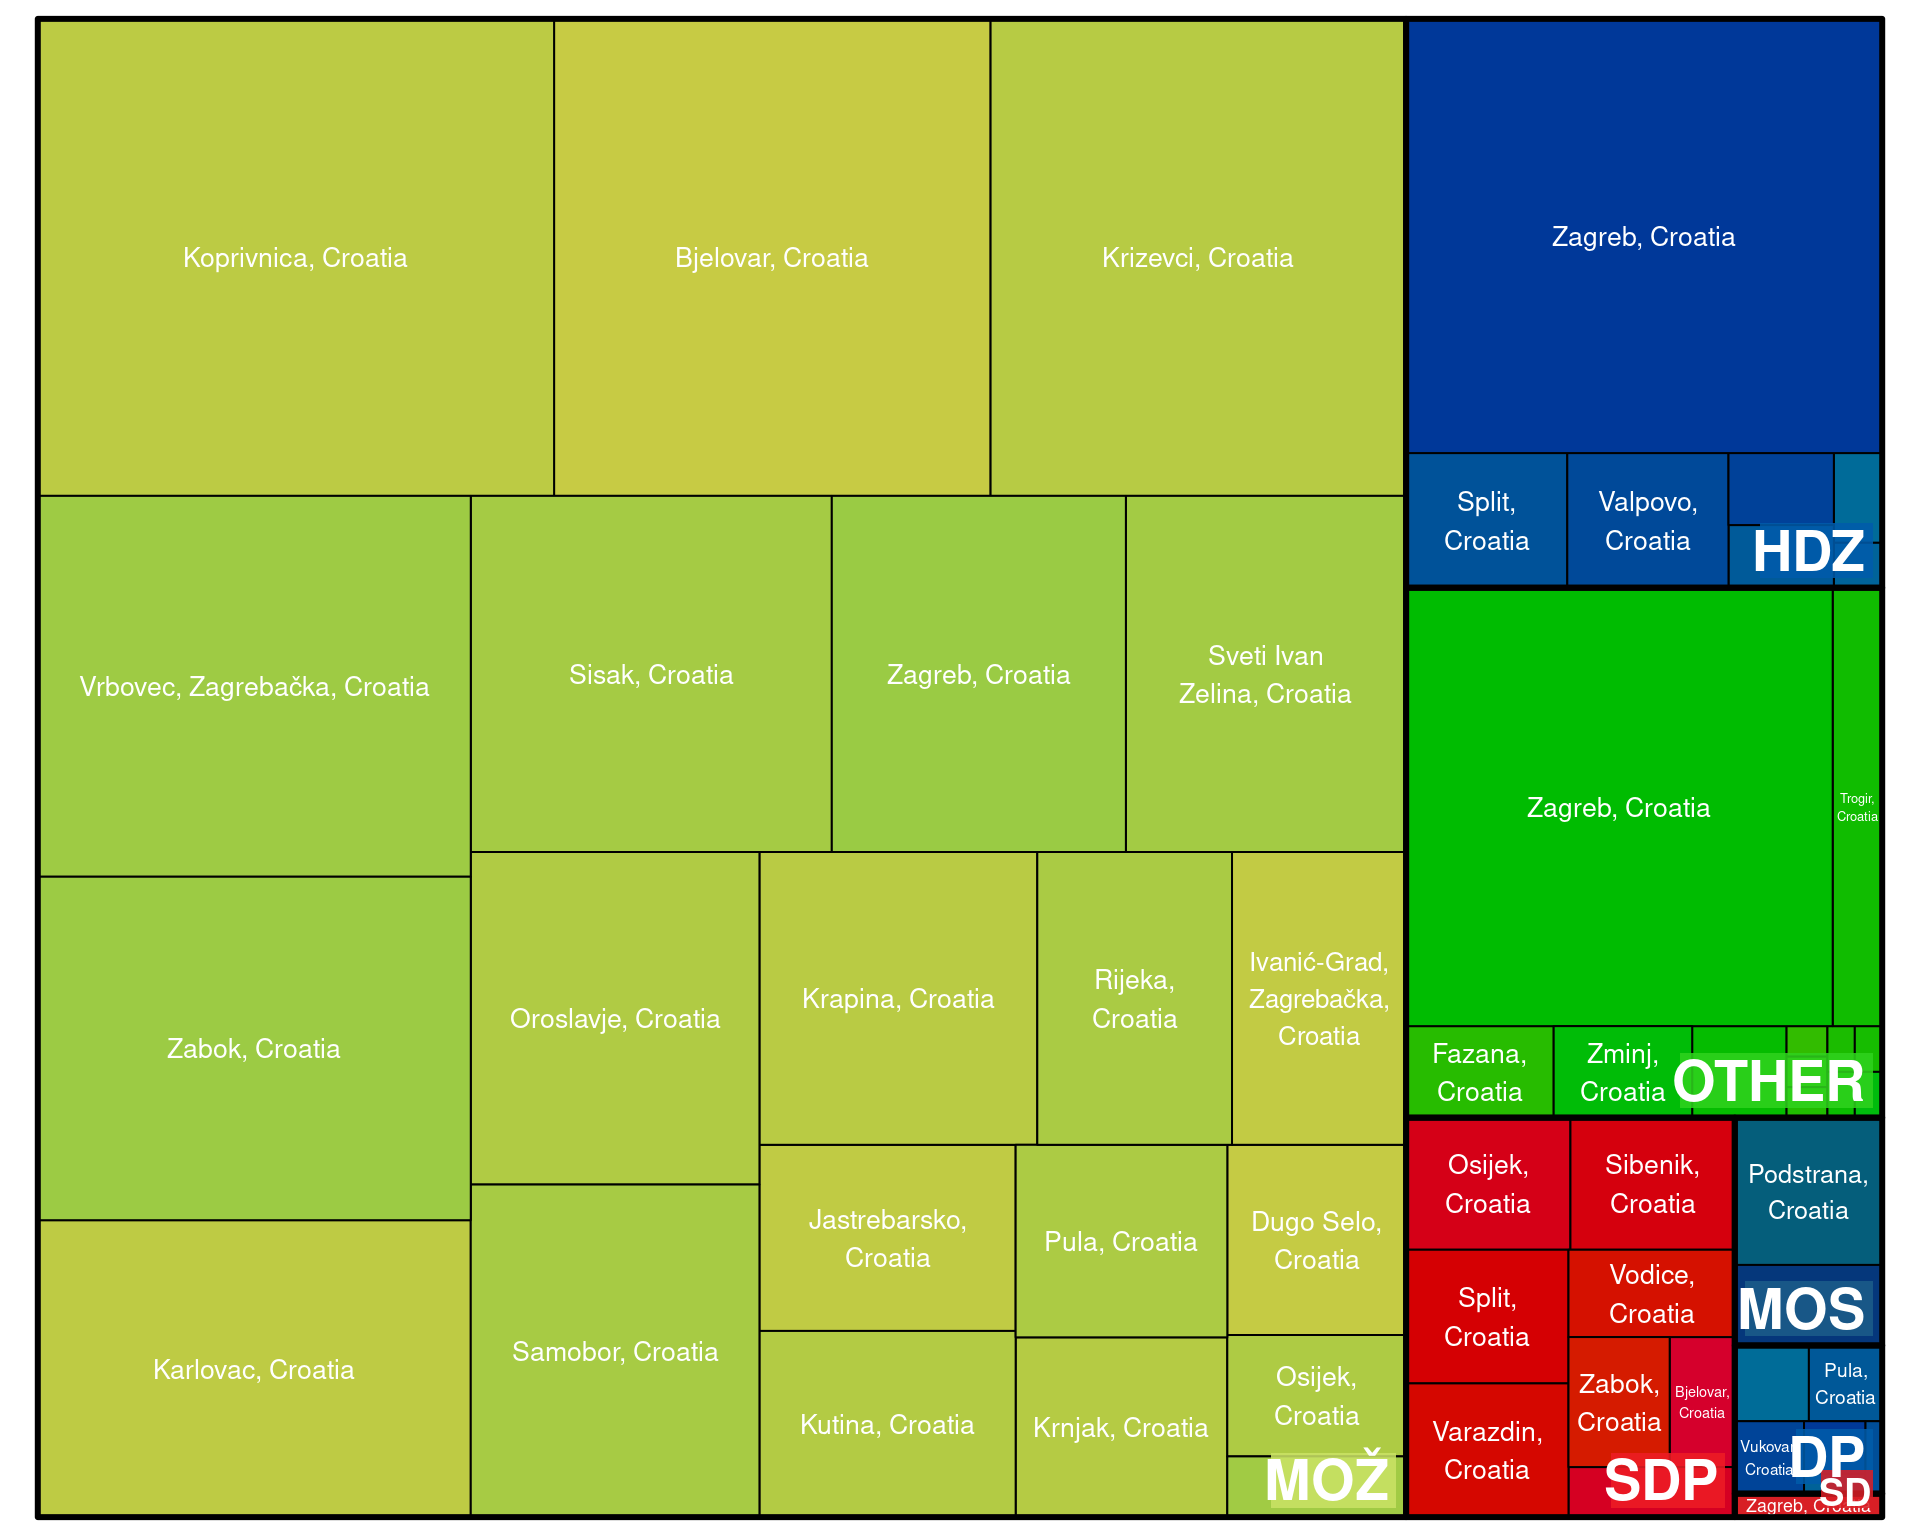 Koprivnica, Croatia
Bjelovar, Croatia
Krizevci, Croatia
Vrbovec, Zagrebačka, Croatia
Sisak, Croatia
Zagreb, Croatia
Sveti Ivan
Zelina, Croatia
Zabok, Croatia
Oroslavje, Croatia
Krapina, Croatia
Rijeka,
Croatia
Ivanić-Grad,
Zagrebačka,
Croatia
Karlovac, Croatia
Samobor, Croatia
Jastrebarsko,
Croatia
Pula, Croatia
Dugo Selo,
Croatia
Kutina, Croatia
Krnjak, Croatia
Osijek,
Croatia
MOŽ
Zagreb, Croatia
Split,
Croatia
Valpovo,
Croatia
HDZ
Zagreb, Croatia
Trogir,
Croatia
Fazana,
Croatia
Zminj,
Croatia
OTHER
Osijek,
Croatia
Sibenik,
Croatia
Split,
Croatia
Vodice,
Croatia
Zabok,
Croatia
Bjelovar,
Croatia
Varazdin,
Croatia
SDP
Podstrana,
Croatia
MOS
Pula,
Croatia
Vukovar,
Croatia
DP
SD
Zagreb, Croatia